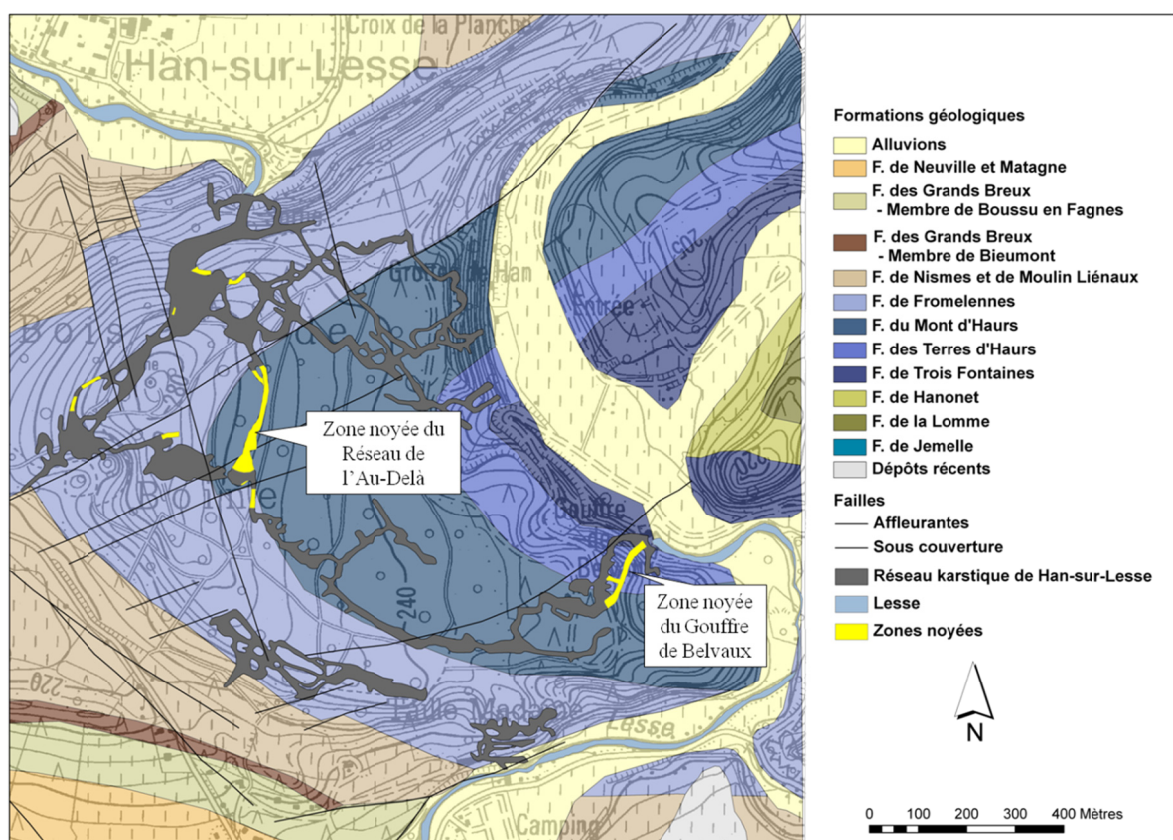 Croix de la Planche
Han-sur-Lesse
Grottes de Han
Entrée
205
Zone noyée du
Réseau de
l'Au-Delà
Gouffre
240
Zone noyée
du Gouffre
de Belvaux
220
Lesse
Camping
Formations géologiques
Alluvions
F. de Neuville et Matagne
F. des Grands Breux
- Membre de Boussu en Fagnes
F. des Grands Breux
- Membre de Bieumont
F. de Nismes et de Moulin Liénaux
F. de Fromelennes
F. du Mont d'Haurs
F. des Terres d'Haurs
F. de Trois Fontaines
F. de Hanonet
F. de la Lomme
F. de Jemelle
Dépôts récents
Failles
Affleurantes
Sous couverture
Réseau karstique de Han-sur-Lesse
Lesse
Zones noyées
N
0 100 200 300 400 Mètres